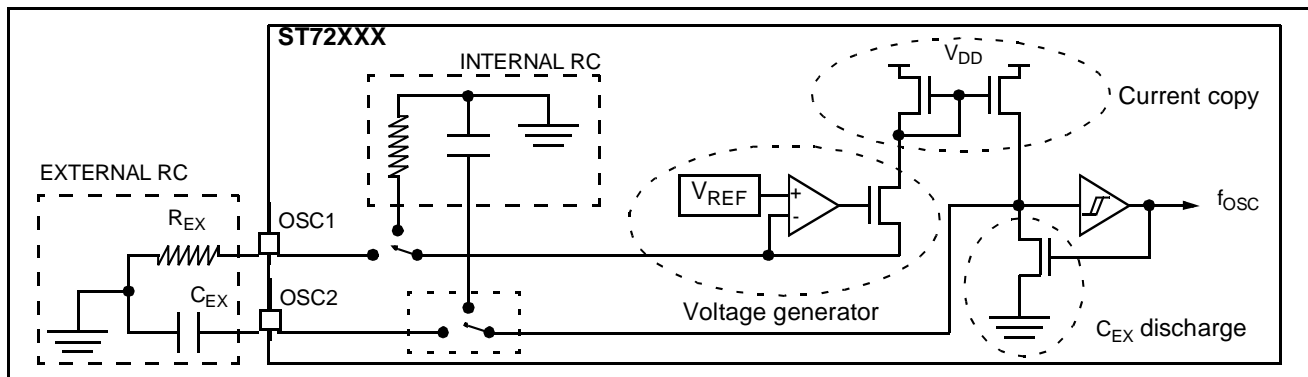 ST72XXX
INTERNAL RC
VDD
Current copy
EXTERNAL RC
REX
OSC1
VREF
+
-
fOSC
CEX
OSC2
Voltage generator
CEX discharge